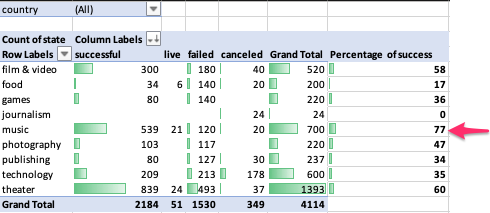 country (All)
Count of state Column Labels
Row Labels successful live failed canceled Grand Total Percentage of success
film & video 300 180 40 520 58
food 34 6 140 20 200 17
games 80 140 220 36
journalism 24 24 0
music 539 21 120 20 700 77
photography 103 117 220 47
publishing 80 127 30 237 34
technology 209 213 178 600 35
theater 839 24 493 37 1393 60
Grand Total 2184 51 1530 349 4114